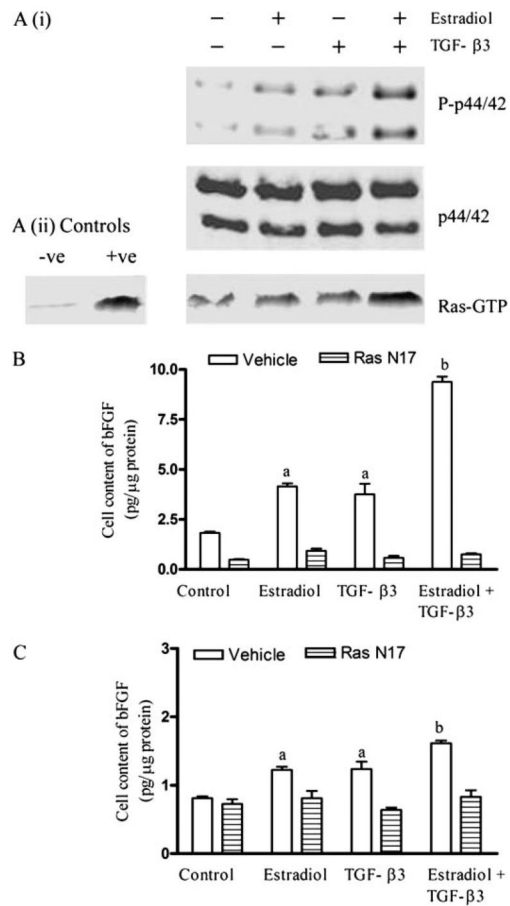 A (i)
− + − + Estradiol
− − + + TGF- β3
P-p44/42
p44/42
A (ii) Controls
-ve +ve
Ras-GTP
B
Vehicle Ras N17
Cell content of bFGF
(pg/µg protein)
10.0
7.5
5.0
2.5
0.0
a
a
b
Control Estradiol TGF- β3 Estradiol +
TGF-β3
C
Vehicle Ras N17
Cell content of bFGF
(pg/µg protein)
3
2
1
0
a
a
b
Control Estradiol TGF- β3 Estradiol +
TGF-β3